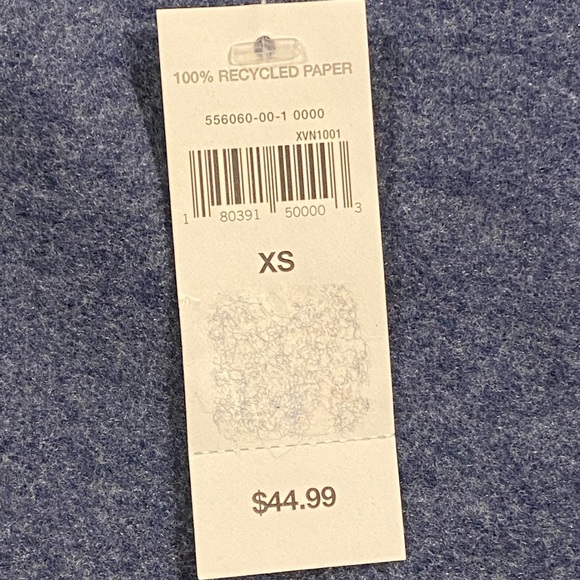 100% RECYCLED PAPER
556060-00-1 0000
XVN1001
1 80391 50000 3
XS
$44.99